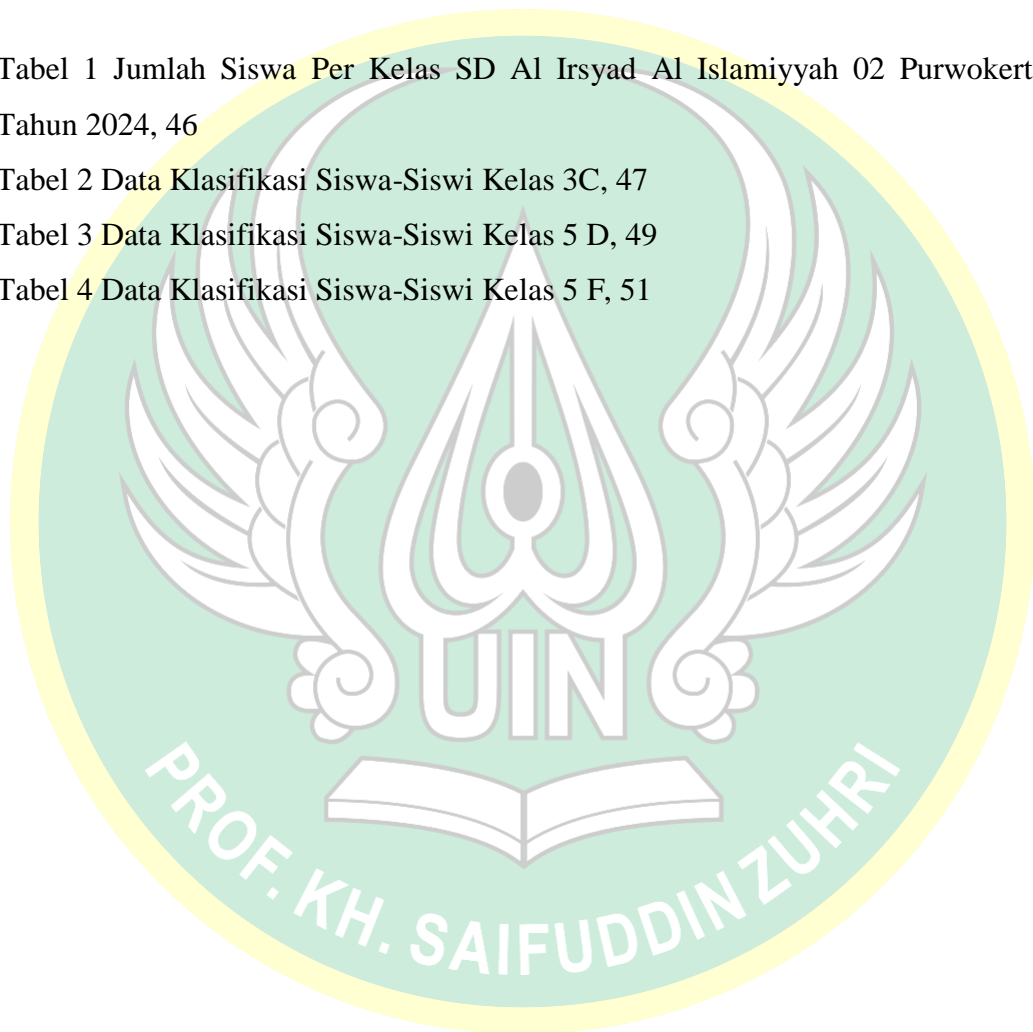 Tabel 1 Jumlah Siswa Per Kelas SD Al Irsyad Al Islamiyyah 02 Purwokert
Tahun 2024, 46
Tabel 2 Data Klasifikasi Siswa-Siswi Kelas 3C, 47
Tabel 3 Data Klasifikasi Siswa-Siswi Kelas 5 D, 49
Tabel 4 Data Klasifikasi Siswa-Siswi Kelas 5 F, 51
UIN
PROF. KH. SAIFUDDIN ZUHRI